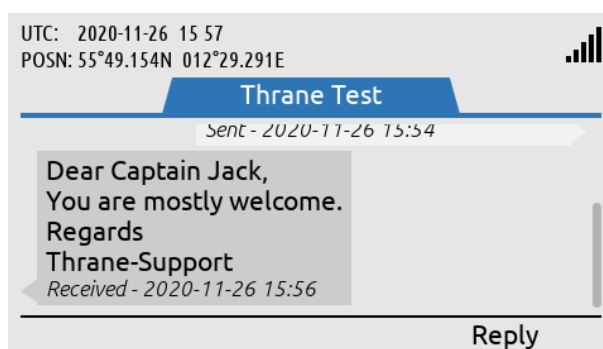 UTC: 2020-11-26 15 57
POSN: 55°49.154N 012°29.291E
Thrane Test
Sent - 2020-11-26 15:54
Dear Captain Jack,
You are mostly welcome.
Regards
Thrane-Support
Received - 2020-11-26 15:56
Reply